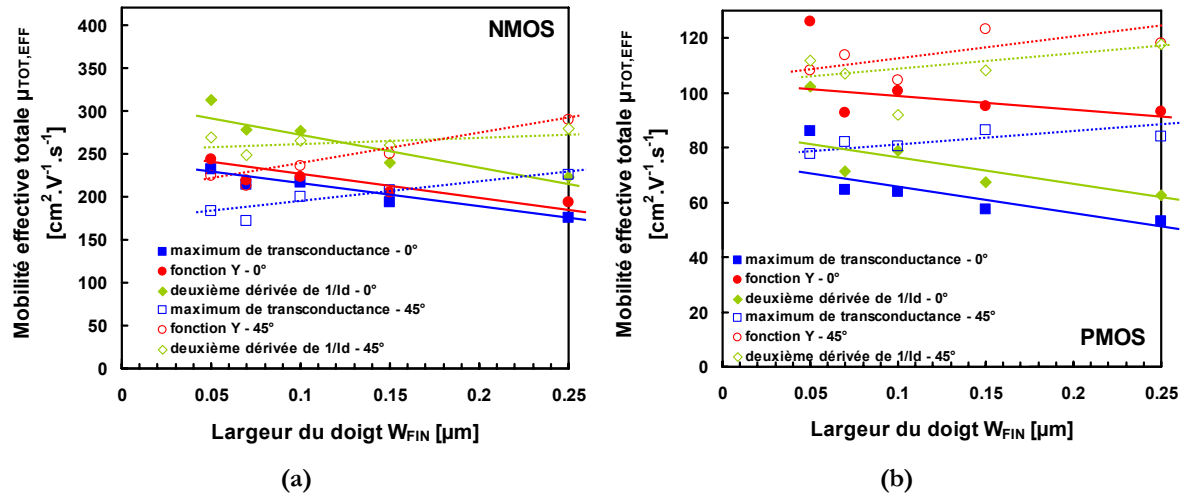 Mobilité effective totale µTOT,EFF
[cm².V⁻¹.s⁻¹]
400
350
300
250
200
150
100
50
0
NMOS
maximum de transconductance - 0°
fonction Y - 0°
deuxième dérivée de 1/Id - 0°
maximum de transconductance - 45°
fonction Y - 45°
deuxième dérivée de 1/Id - 45°
0 0.05 0.1 0.15 0.2 0.25
Largeur du doigt WFIN [µm]
(a)
Mobilité effective totale µTOT,EFF
[cm².V⁻¹.s⁻¹]
120
100
80
60
40
20
0
maximum de transconductance - 0°
fonction Y - 0°
deuxième dérivée de 1/Id - 0°
maximum de transconductance - 45°
fonction Y - 45°
deuxième dérivée de 1/Id - 45°
PMOS
0 0.05 0.1 0.15 0.2 0.25
Largeur du doigt WFIN [µm]
(b)